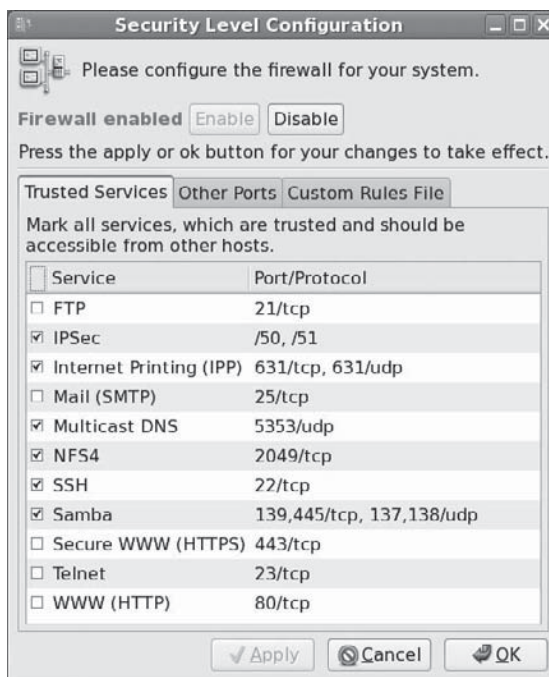 Security Level Configuration
Please configure the firewall for your system.
Firewall enabled Enable Disable
Press the apply or ok button for your changes to take effect.
Trusted Services Other Ports Custom Rules File
Mark all services, which are trusted and should be
accessible from other hosts.
Service Port/Protocol
FTP 21/tcp
IPSec /50, /51
Internet Printing (IPP) 631/tcp, 631/udp
Mail (SMTP) 25/tcp
Multicast DNS 5353/udp
NFS4 2049/tcp
SSH 22/tcp
Samba 139,445/tcp, 137,138/udp
Secure WWW (HTTPS) 443/tcp
Telnet 23/tcp
WWW (HTTP) 80/tcp
Apply Cancel OK